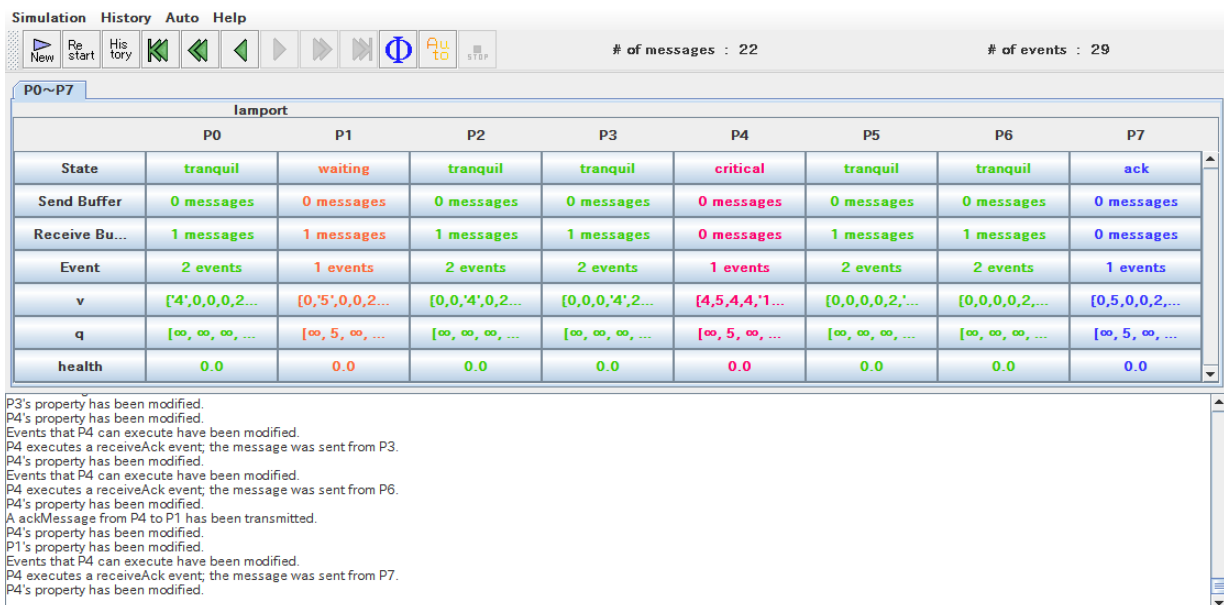 Simulation History Auto Help
New Re start His tory Φ Au to STOP # of messages : 22 # of events : 29
P0~P7
lamport
P0 P1 P2 P3 P4 P5 P6 P7
State tranquil waiting tranquil tranquil critical tranquil tranquil ack
Send Buffer 0 messages 0 messages 0 messages 0 messages 0 messages 0 messages 0 messages 0 messages
Receive Bu... 1 messages 1 messages 1 messages 1 messages 0 messages 1 messages 1 messages 0 messages
Event 2 events 1 events 2 events 2 events 1 events 2 events 2 events 1 events
v ['4',0,0,0,2... [0,'5',0,0,2... [0,0,'4',0,2... [0,0,0,'4',2... [4,5,4,4,'1... [0,0,0,0,2,'... [0,0,0,0,2,... [0,5,0,0,2,...
q [∞, ∞, ∞, ... [∞, 5, ∞, ... [∞, ∞, ∞, ... [∞, ∞, ∞, ... [∞, 5, ∞, ... [∞, ∞, ∞, ... [∞, ∞, ∞, ... [∞, 5, ∞, ...
health 0.0 0.0 0.0 0.0 0.0 0.0 0.0 0.0
P3's property has been modified.
P4's property has been modified.
Events that P4 can execute have been modified.
P4 executes a receiveAck event; the message was sent from P3.
P4's property has been modified.
Events that P4 can execute have been modified.
P4 executes a receiveAck event; the message was sent from P6.
P4's property has been modified.
A ackMessage from P4 to P1 has been transmitted.
P4's property has been modified.
P1's property has been modified.
Events that P4 can execute have been modified.
P4 executes a receiveAck event; the message was sent from P7.
P4's property has been modified.